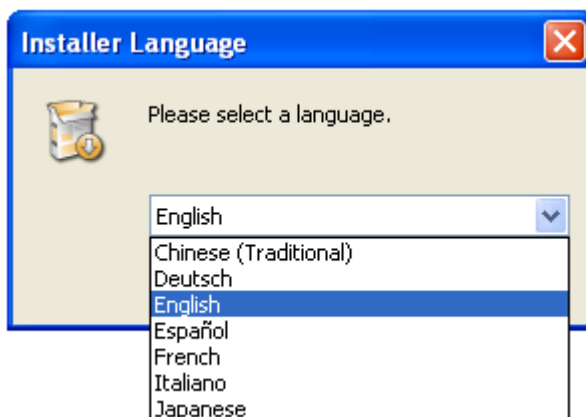 Installer Language
Please select a language.
English
Chinese (Traditional)
Deutsch
English
Español
French
Italiano
Japanese